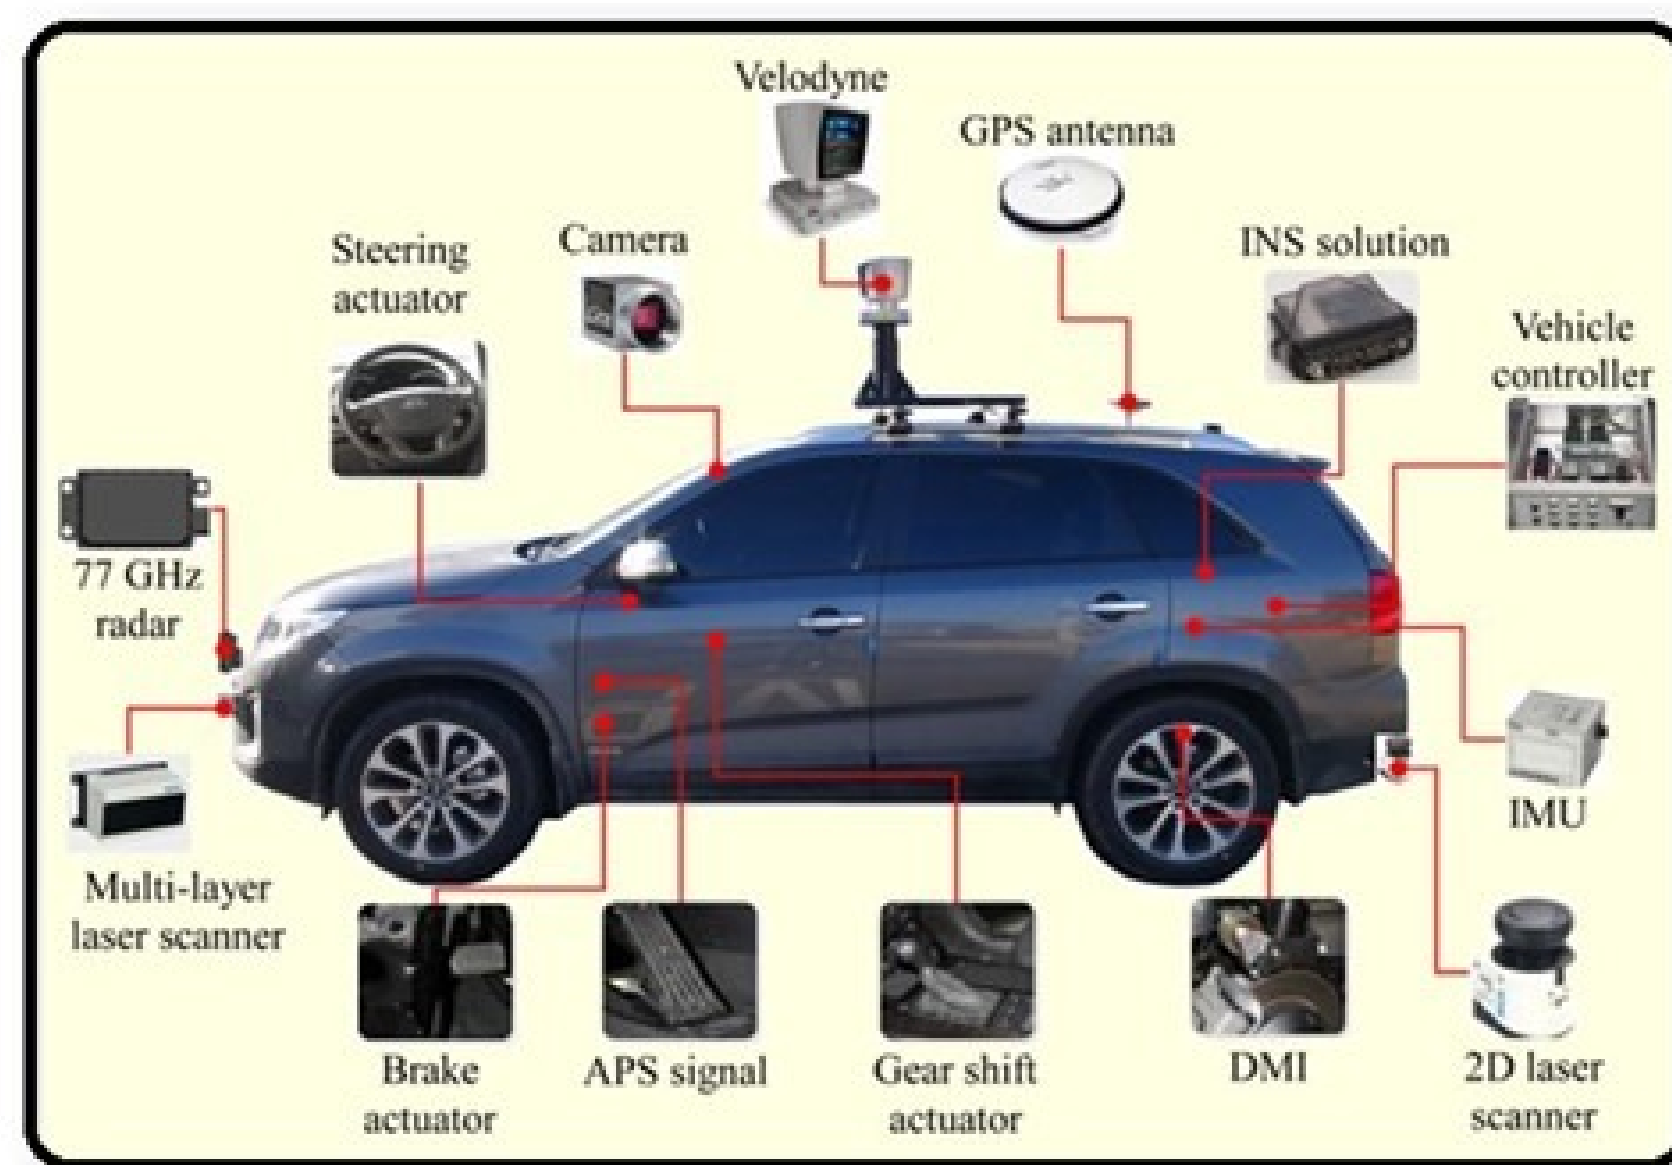 Velodyne
GPS antenna
Camera
INS solution
Steering
actuator
Vehicle
controller
77 GHz
radar
IMU
Multi-layer
laser scanner
Brake
actuator
APS signal
Gear shift
actuator
DMI
2D laser
scanner